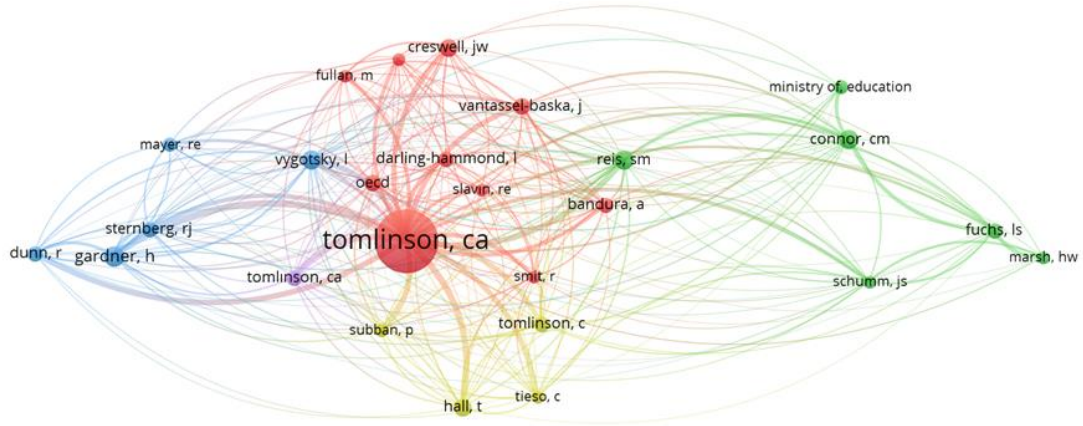 creswell, jw
fullan, m
ministry of, education
vantassel-baska, j
connor, cm
mayer, re
vygotsky, l
darling-hammond, l
reis, sm
oecd
slavin, re
bandura, a
sternberg, rj
tomlinson, ca
fuchs, ls
dunn, r
gardner, h
marsh, hw
tomlinson, ca
smit, r
schumm, js
subban, p
tomlinson, c
tieso, c
hall, t